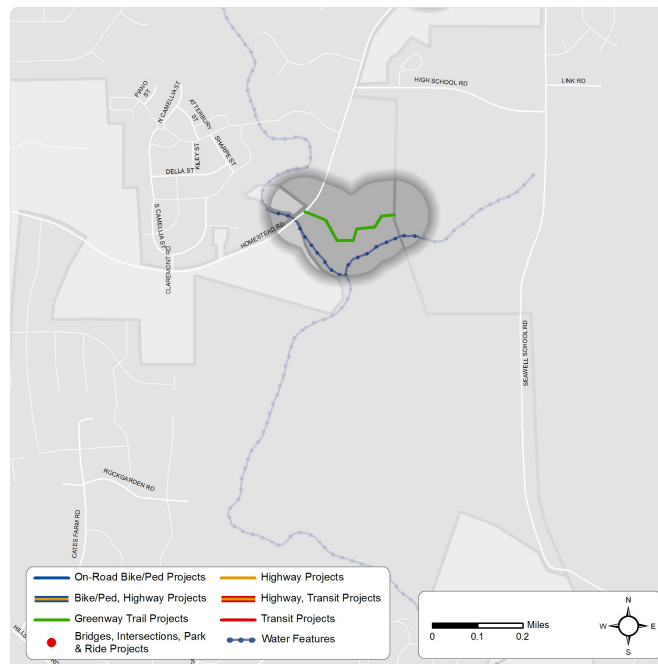 HIGH SCHOOL RD
LINK RD
PIANO ST
N CAMELLIA ST
ATTERBURY ST
KILEY ST
SHARPE ST
DELLA ST
S CAMELLIA ST
CLAREMONT RD
HOMESTEAD RD
SEAWELL SCHOOL RD
ROCKGARDEN RD
CATES FARM RD
On-Road Bike/Ped Projects
Highway Projects
Bike/Ped, Highway Projects
Highway, Transit Projects
Greenway Trail Projects
Transit Projects
Bridges, Intersections, Park
& Ride Projects
Water Features
Miles
0 0.1 0.2
N
W E
S